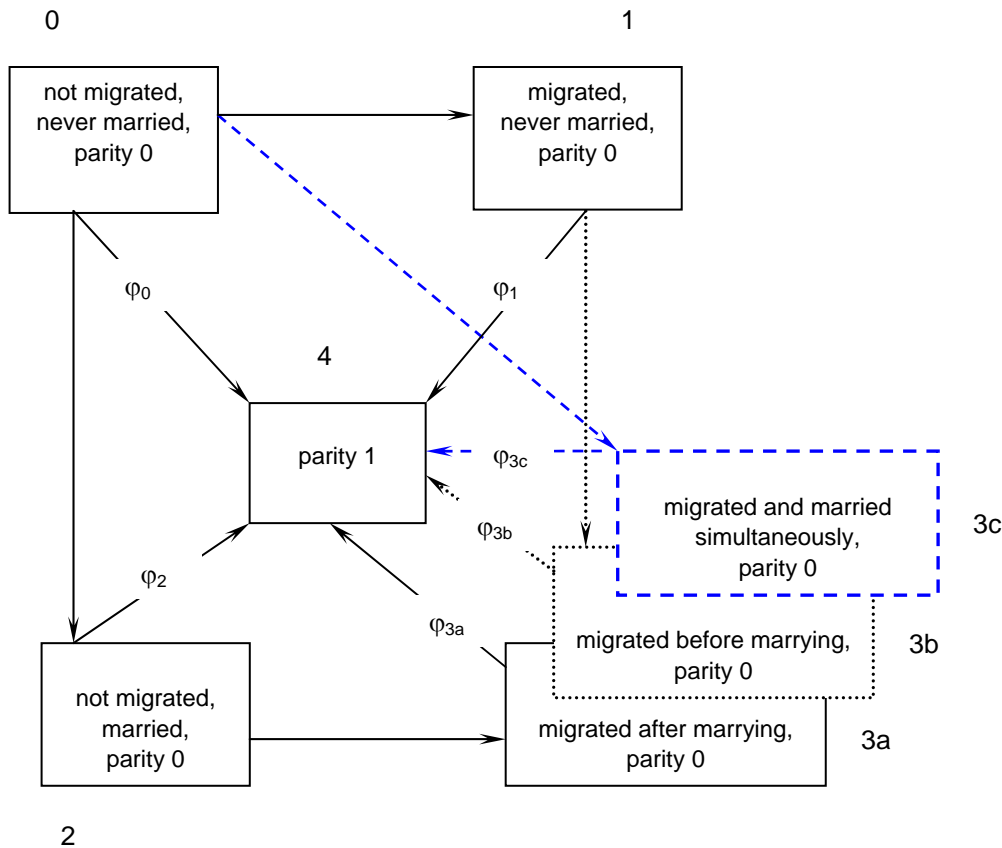 0
1
not migrated,
never married,
parity 0
migrated,
never married,
parity 0
φ0
φ1
4
parity 1
φ3c
migrated and married
simultaneously,
parity 0
3c
φ3b
φ2
φ3a
migrated before marrying,
parity 0
3b
not migrated,
married,
parity 0
migrated after marrying,
parity 0
3a
2